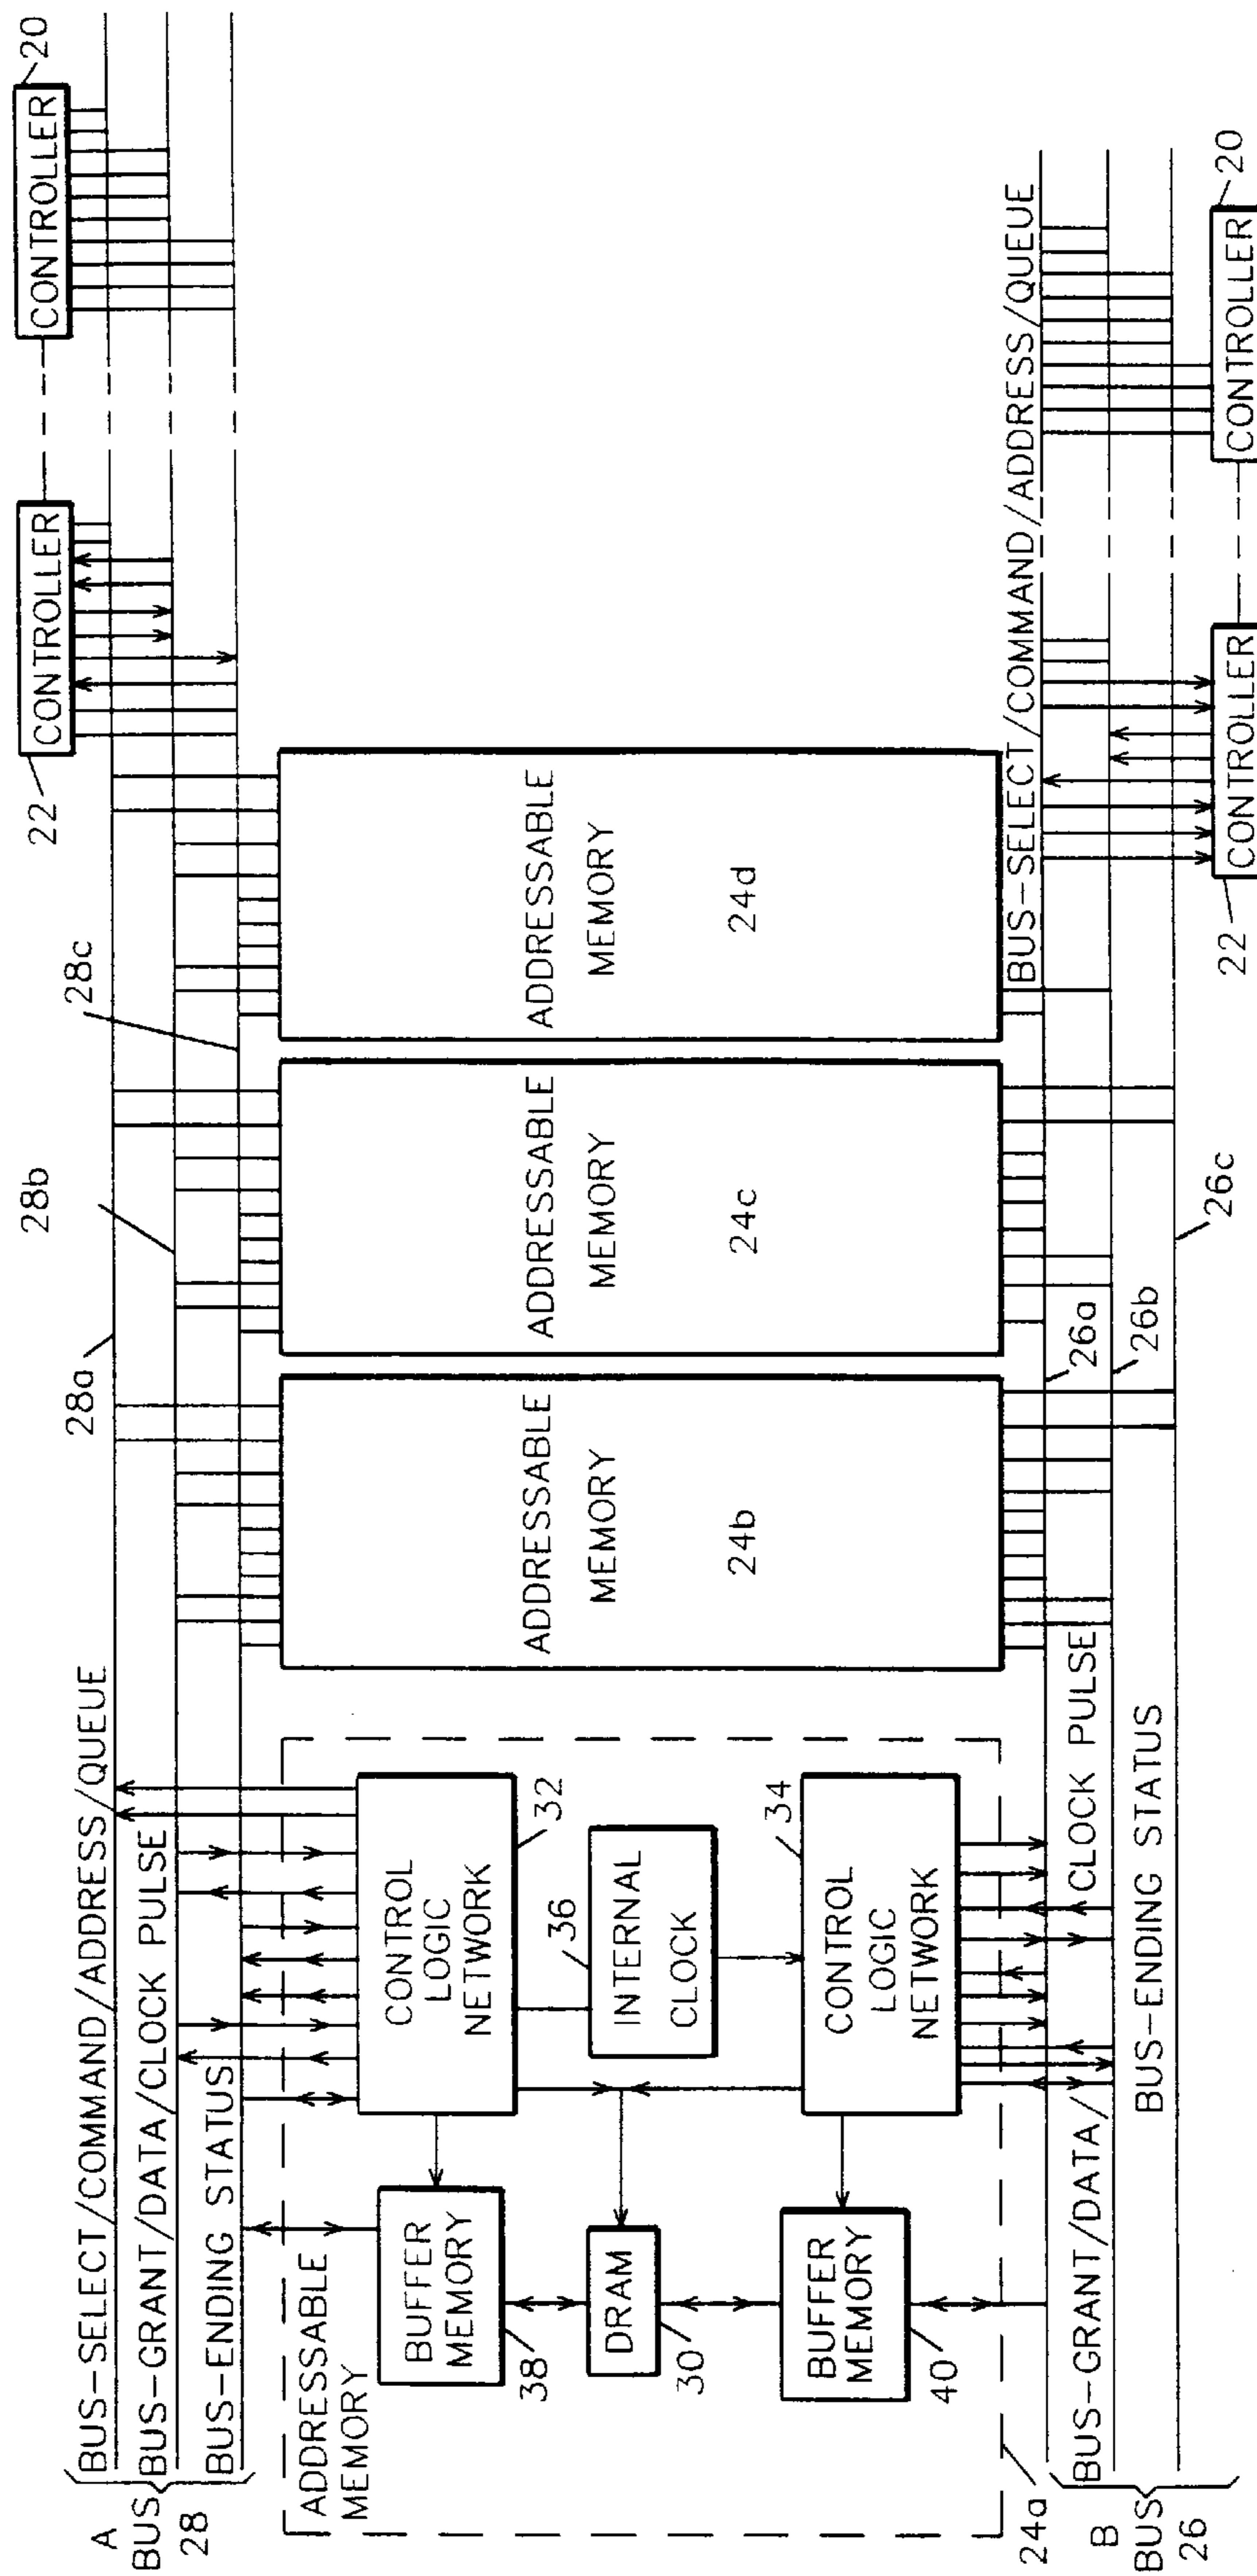 A
BUS
28
BUS-SELECT/COMMAND/ADDRESS/QUEUE
BUS-GRANT/DATA/CLOCK PULSE
BUS-ENDING STATUS
28a
28b
28c
22
CONTROLLER
CONTROLLER
20
ADDRESSABLE
MEMORY
BUFFER
MEMORY
38
DRAM
30
BUFFER
MEMORY
40
CONTROL
LOGIC
NETWORK
32
36
INTERNAL
CLOCK
34
CONTROL
LOGIC
NETWORK
24a
ADDRESSABLE
MEMORY
24b
ADDRESSABLE
MEMORY
24c
ADDRESSABLE
MEMORY
24d
B
BUS
26
BUS-SELECT/COMMAND/ADDRESS/QUEUE
BUS-GRANT/DATA/CLOCK PULSE
BUS-ENDING STATUS
26a
26b
26c
22
CONTROLLER
CONTROLLER
20